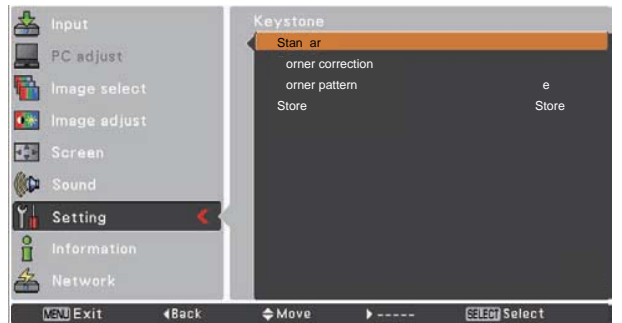 Input
PC adjust
Image select
Image adjust
Screen
Sound
Setting
Information
Network
Keystone
Stan ar
orner correction
orner pattern e
Store Store
MENU Exit Back Move ----- SELECT Select